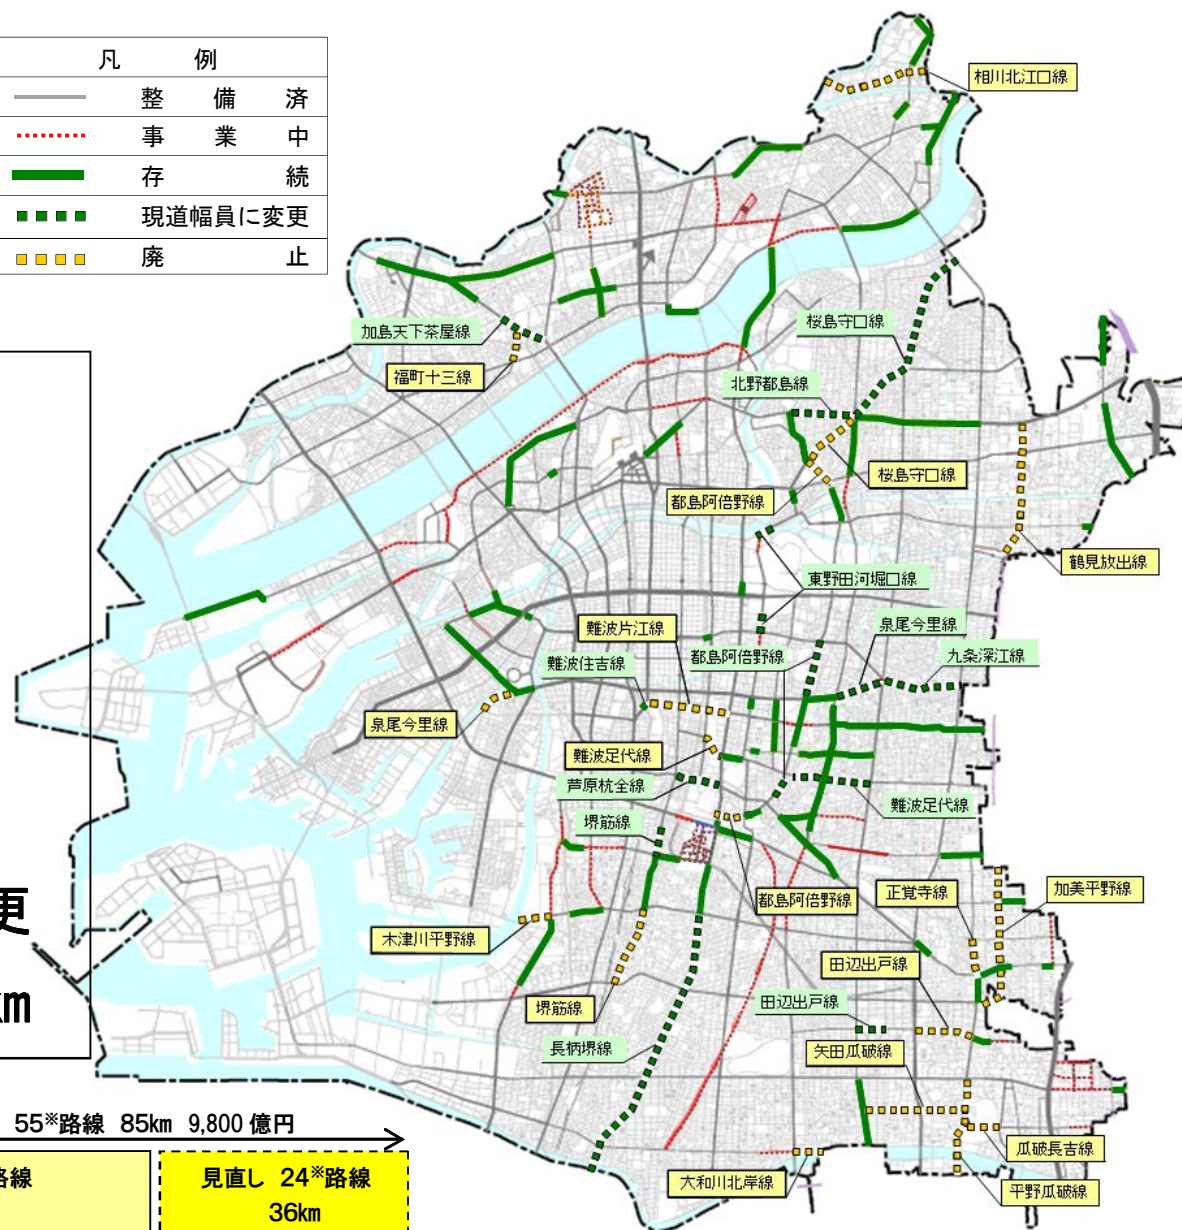 凡 例
整 備 済
事 業 中
存 続
現道幅員に変更
廃 止
相川北江口線
加島天下茶屋線
桜島守口線
福町十三線
北野都島線
桜島守口線
都島阿倍野線
鶴見放出線
東野田河堀口線
難波片江線
泉尾今里線
都島阿倍野線
九条深江線
難波住吉線
泉尾今里線
難波足代線
芦原杭全線
難波足代線
堺筋線
都島阿倍野線
正覚寺線
加美平野線
更
木津川平野線
田辺出戸線
km
堺筋線
田辺出戸線
長柄堺線
矢田瓜破線
55※路線 85km 9,800億円
瓜破長吉線
路線
見直し 24※路線
大和川北岸線
平野瓜破線
36km